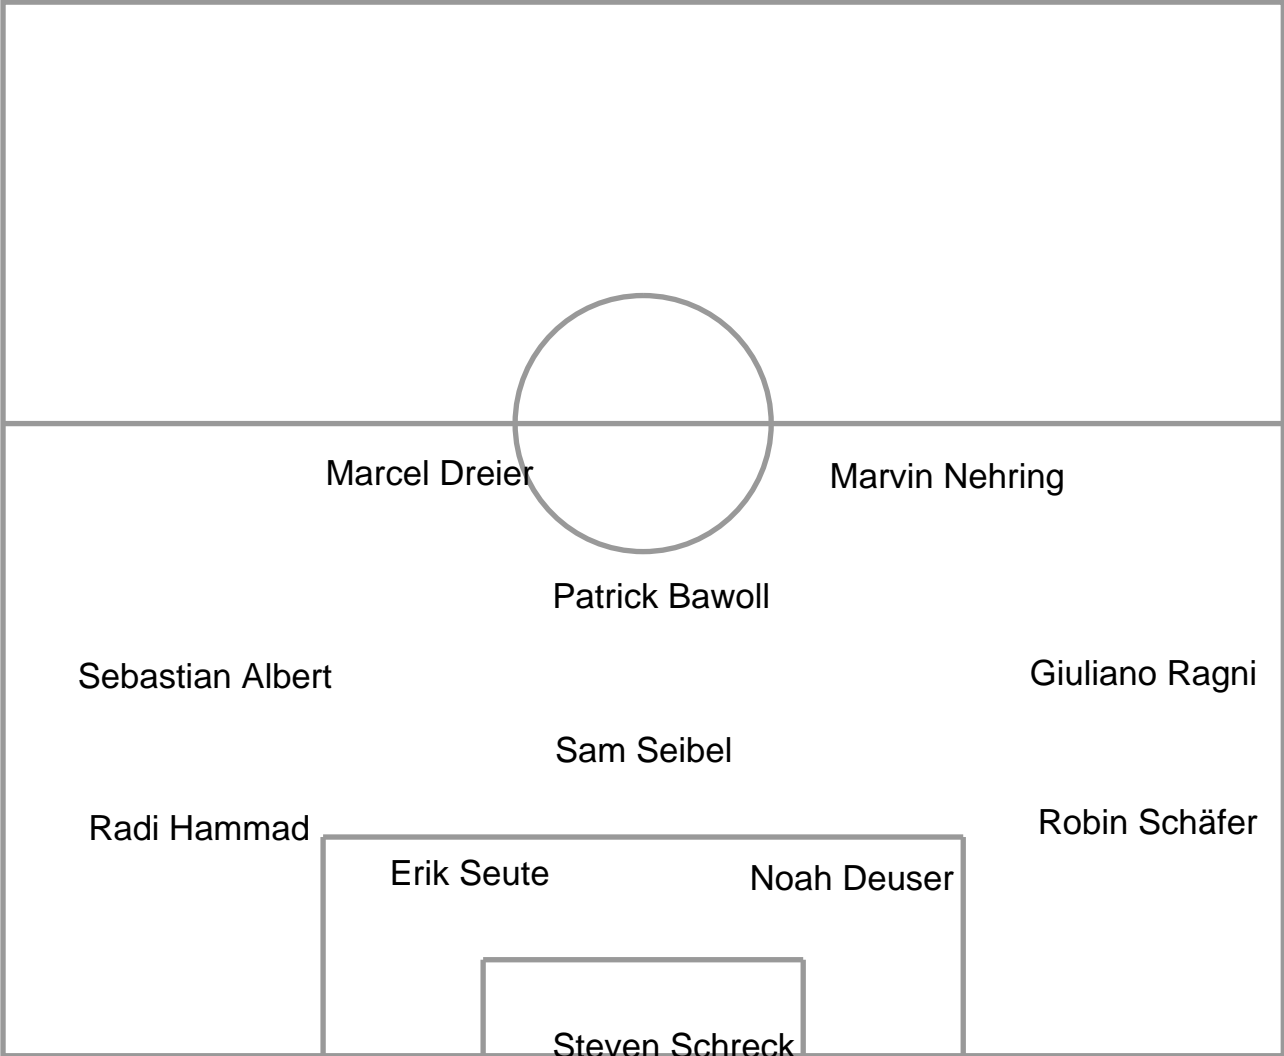 Marcel Dreier
Marvin Nehring
Patrick Bawoll
Sebastian Albert
Giuliano Ragni
Sam Seibel
Radi Hammad
Robin Schäfer
Erik Seute
Noah Deuser
Steven Schreck